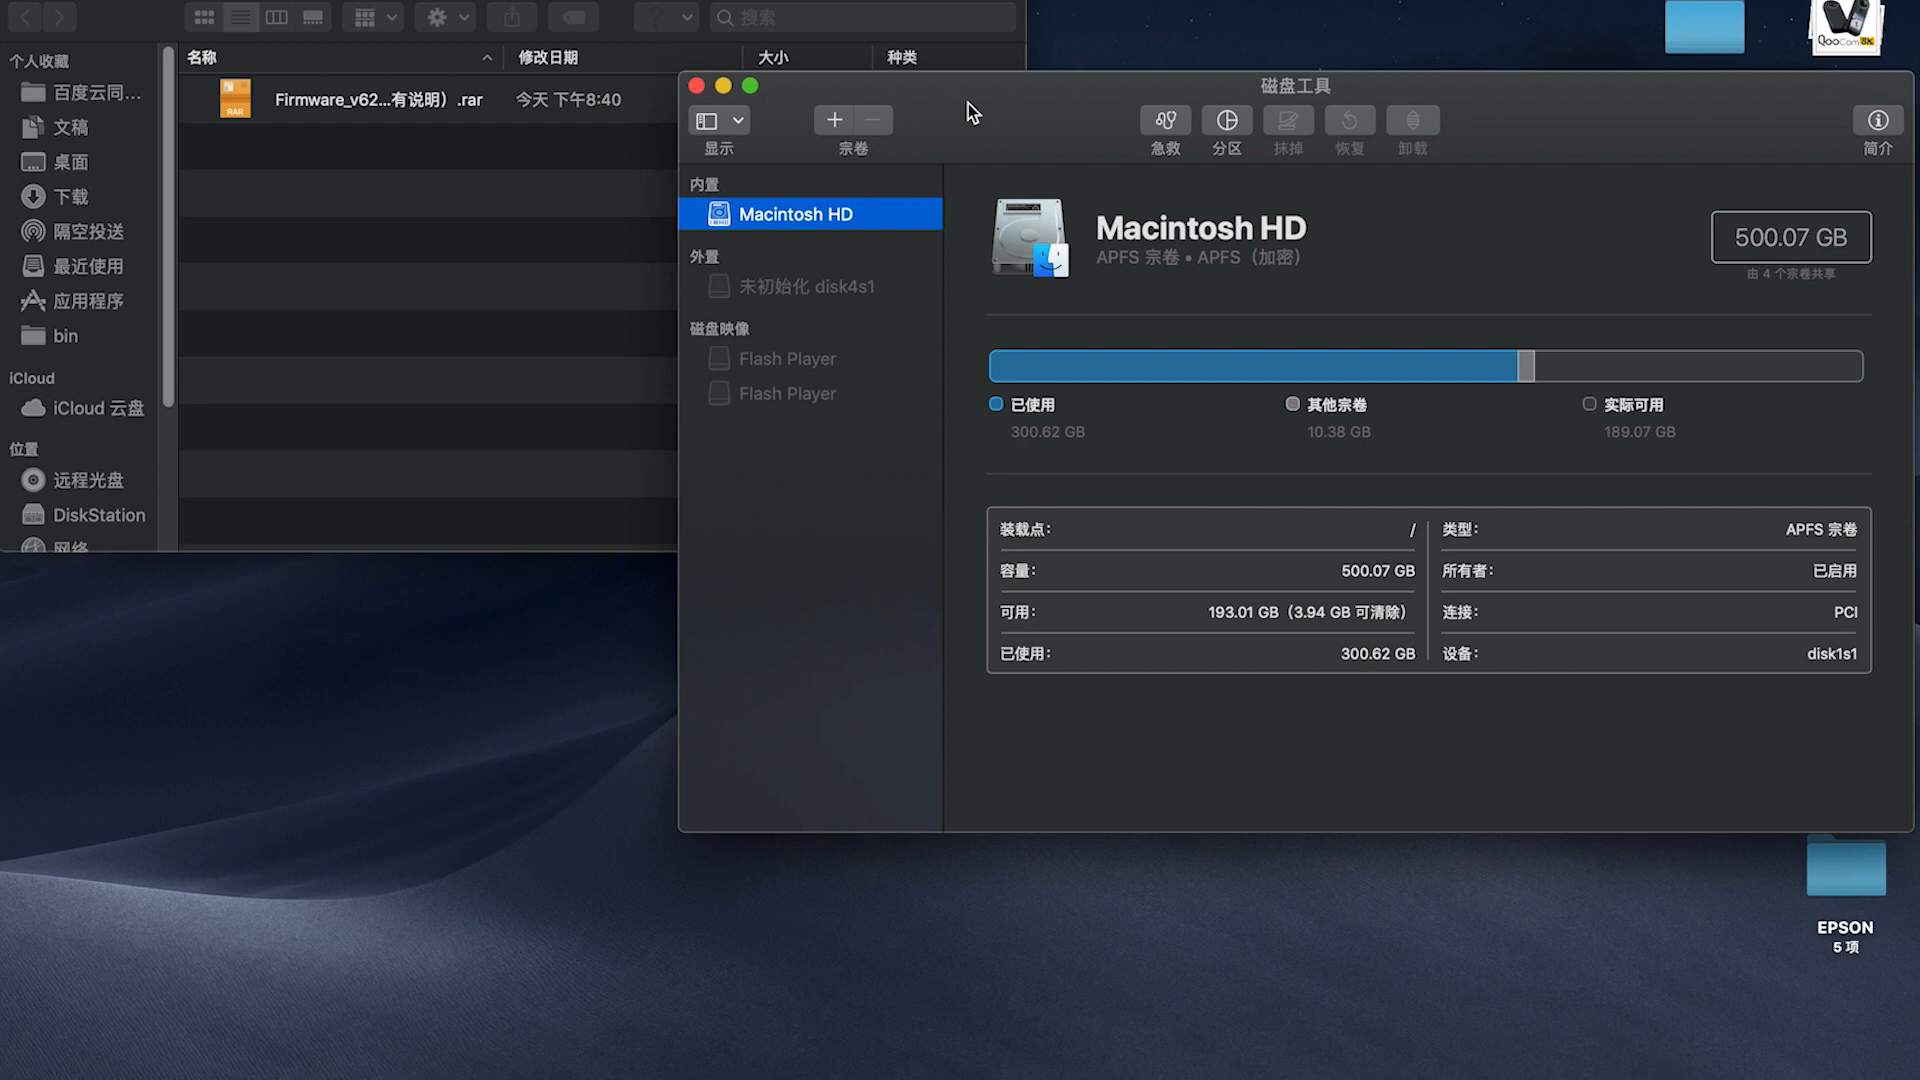 搜索
个人收藏
百度云同...
文稿
桌面
下载
隔空投送
最近使用
应用程序
bin
iCloud
iCloud 云盘
位置
远程光盘
DiskStation
网络
名称
修改日期
大小
种类
RAR
Firmware_v62...有说明）.rar
今天 下午8:40
磁盘工具
显示
宗卷
急救
分区
抹掉
恢复
卸载
简介
内置
Macintosh HD
外置
未初始化 disk4s1
磁盘映像
Flash Player
Flash Player
Macintosh HD
APFS 宗卷 • APFS（加密）
500.07 GB
由 4 个宗卷共享
已使用
300.62 GB
其他宗卷
10.38 GB
实际可用
189.07 GB
装载点：
/
类型：
APFS 宗卷
容量：
500.07 GB
所有者：
已启用
可用：
193.01 GB（3.94 GB 可清除）
连接：
PCI
已使用：
300.62 GB
设备：
disk1s1
QooCam 8K
EPSON
5 项